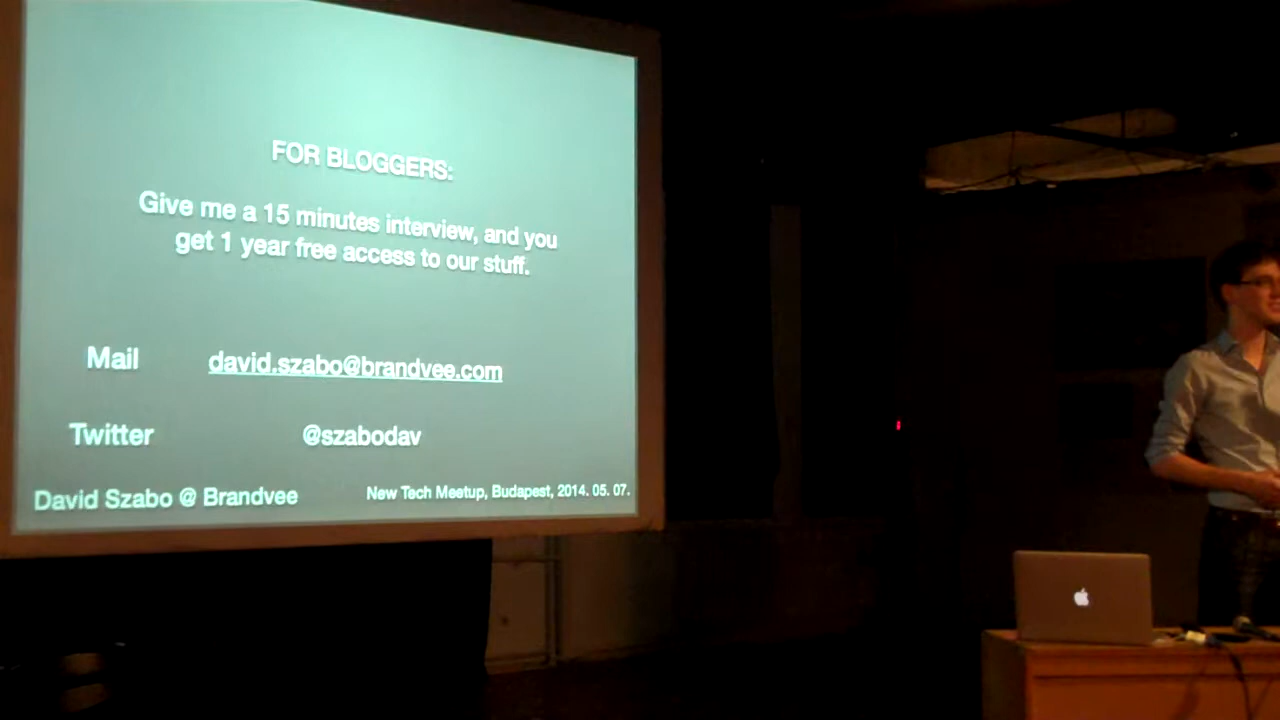 FOR BLOGGERS:
Give me a 15 minutes interview, and you
get 1 year free access to our stuff.
Mail david.szabo@brandvee.com
Twitter @szabodav
David Szabo @ Brandvee New Tech Meetup, Budapest, 2014. 05. 07.